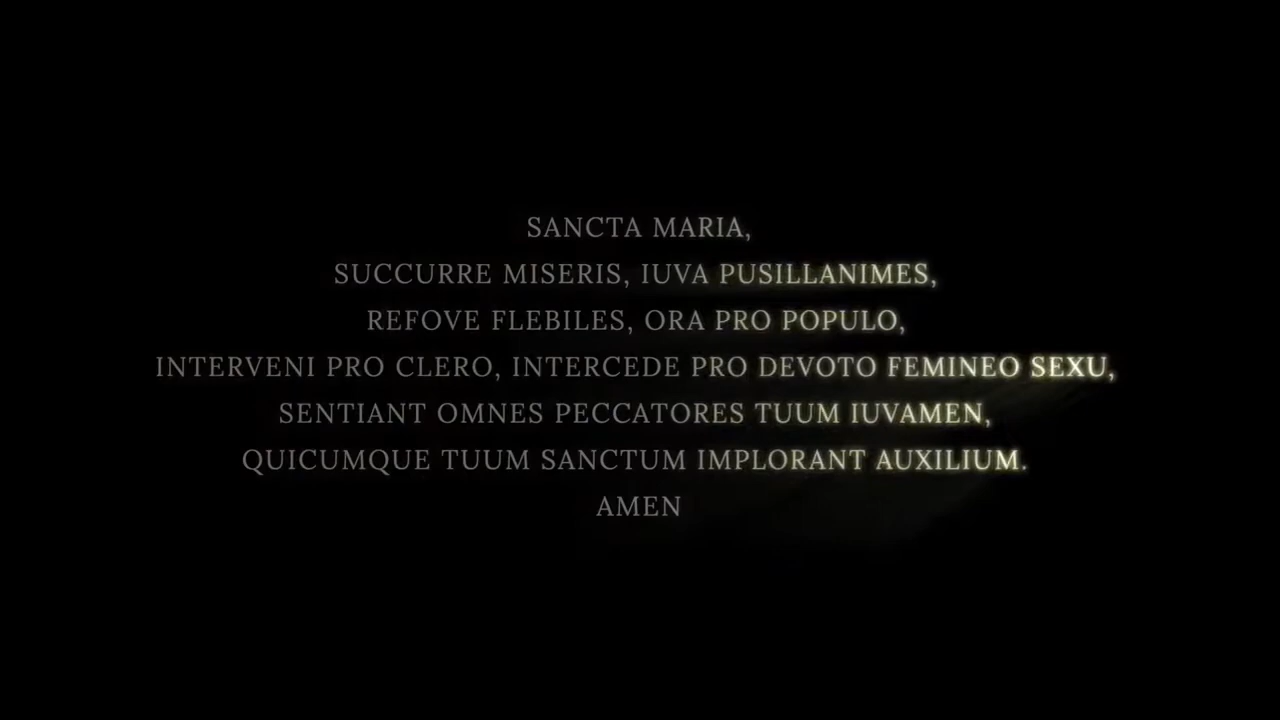 SANCTA MARIA,
SUCCURRE MISERIS, IUVA PUSILLANIMES,
REFOVE FLEBILES, ORA PRO POPULO,
INTERVENI PRO CLERO, INTERCEDE PRO DEVOTO FEMINEO SEXU,
SENTIANT OMNES PECCATORES TUUM IUVAMEN,
QUICUMQUE TUUM SANCTUM IMPLORANT AUXILIUM.
AMEN